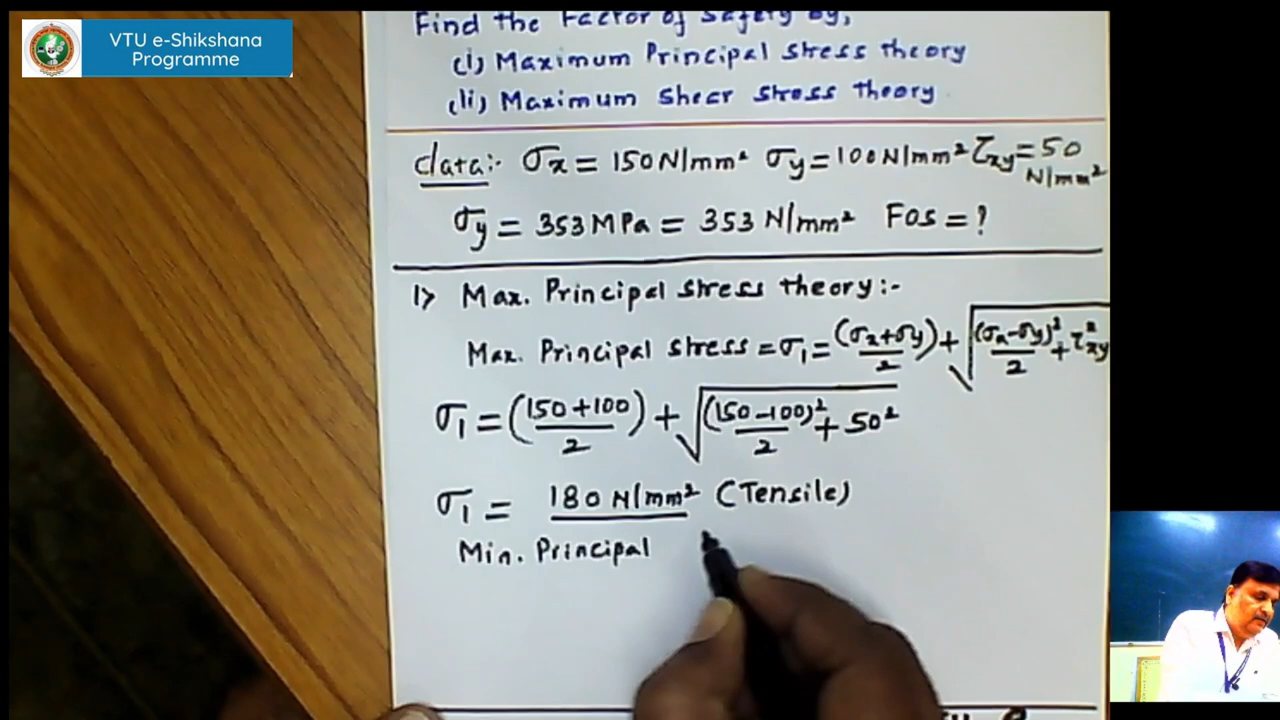 VTU e-Shikshana
Programme
Find the Factor of Safety by,
(i) Maximum Principal stress theory
(ii) Maximum shear stress theory
data:- σx = 150 N/mm² σy = 100 N/mm² τxy = 50 N/mm²
σy = 353 MPa = 353 N/mm² FOS = ?
1> Max. Principal stress theory:-
Max. Principal stress = σ1 = (σx+σy)/2 + √((σx-σy)²/2 + τ²xy
σ1 = (150+100/2) + √((150-100)²/2 + 50²
σ1 = 180 N/mm² (Tensile)
Min. Principal